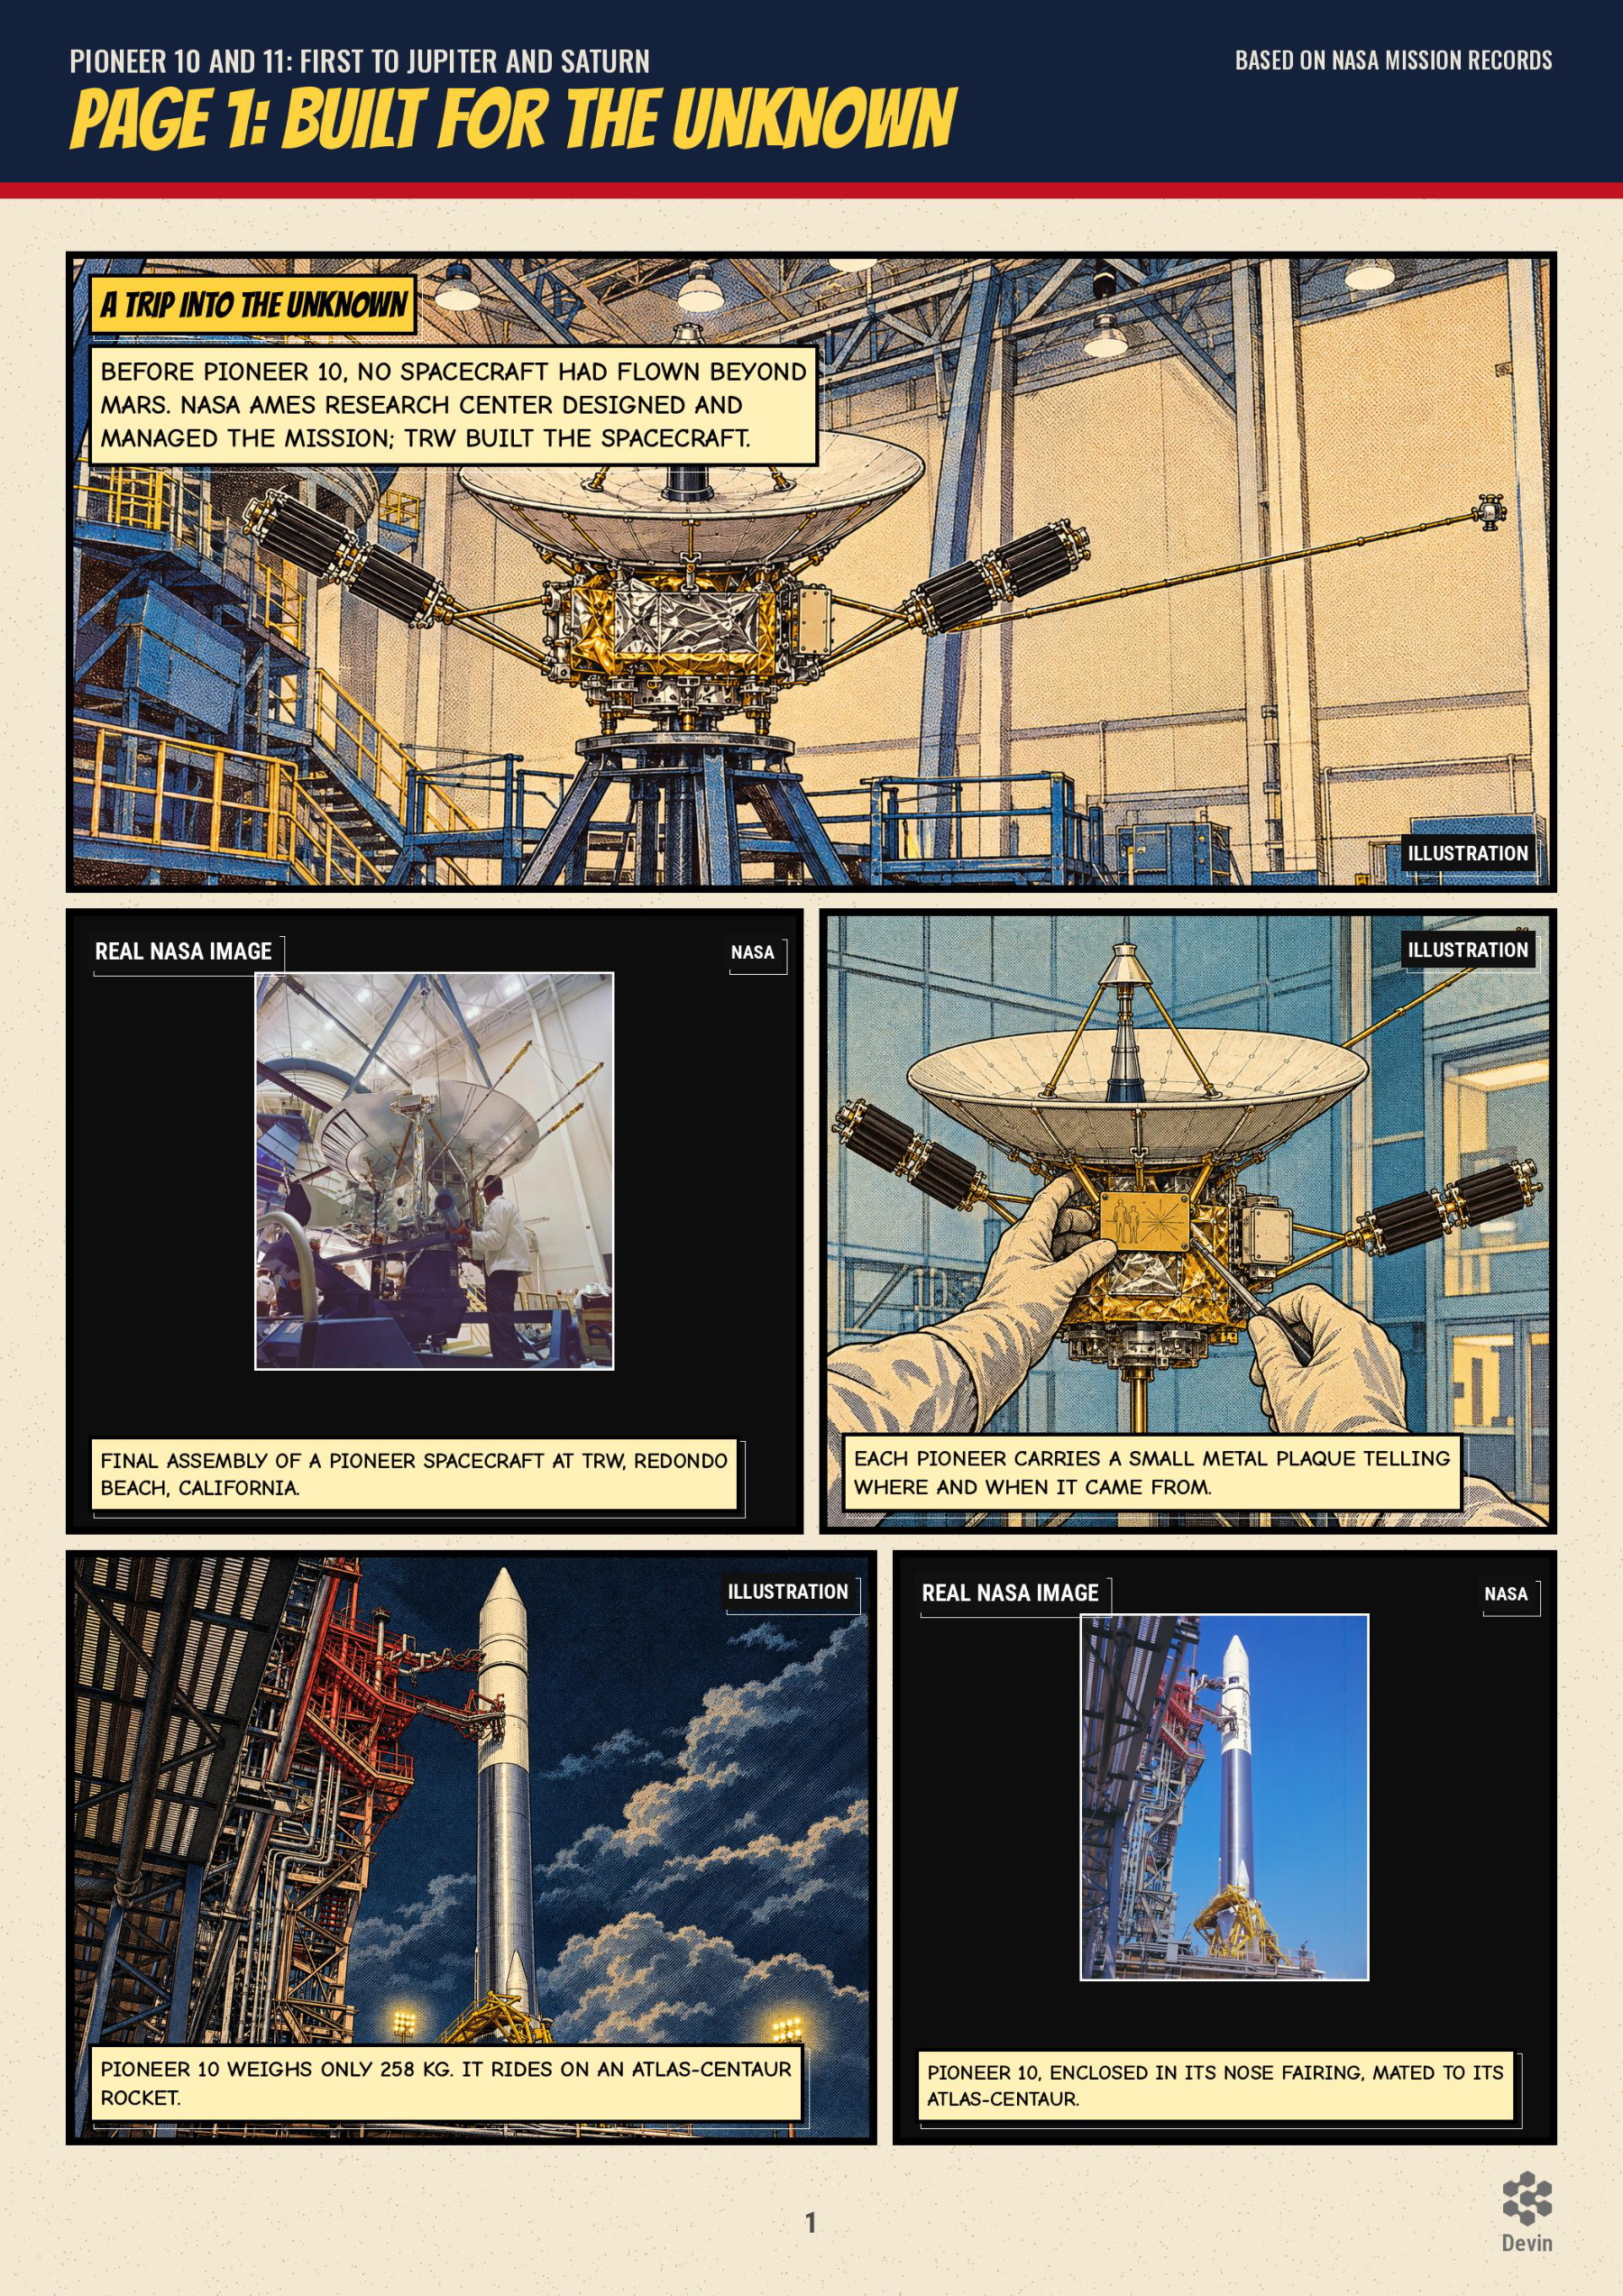 PIONEER 10 AND 11: FIRST TO JUPITER AND SATURN
BASED ON NASA MISSION RECORDS
PAGE 1: BUILT FOR THE UNKNOWN
A TRIP INTO THE UNKNOWN
BEFORE PIONEER 10, NO SPACECRAFT HAD FLOWN BEYOND
MARS. NASA AMES RESEARCH CENTER DESIGNED AND
MANAGED THE MISSION; TRW BUILT THE SPACECRAFT.
ILLUSTRATION
REAL NASA IMAGE
NASA
FINAL ASSEMBLY OF A PIONEER SPACECRAFT AT TRW, REDONDO
BEACH, CALIFORNIA.
ILLUSTRATION
EACH PIONEER CARRIES A SMALL METAL PLAQUE TELLING
WHERE AND WHEN IT CAME FROM.
ILLUSTRATION
PIONEER 10 WEIGHS ONLY 258 KG. IT RIDES ON AN ATLAS-CENTAUR
ROCKET.
REAL NASA IMAGE
NASA
PIONEER 10, ENCLOSED IN ITS NOSE FAIRING, MATED TO ITS
ATLAS-CENTAUR.
1
Devin